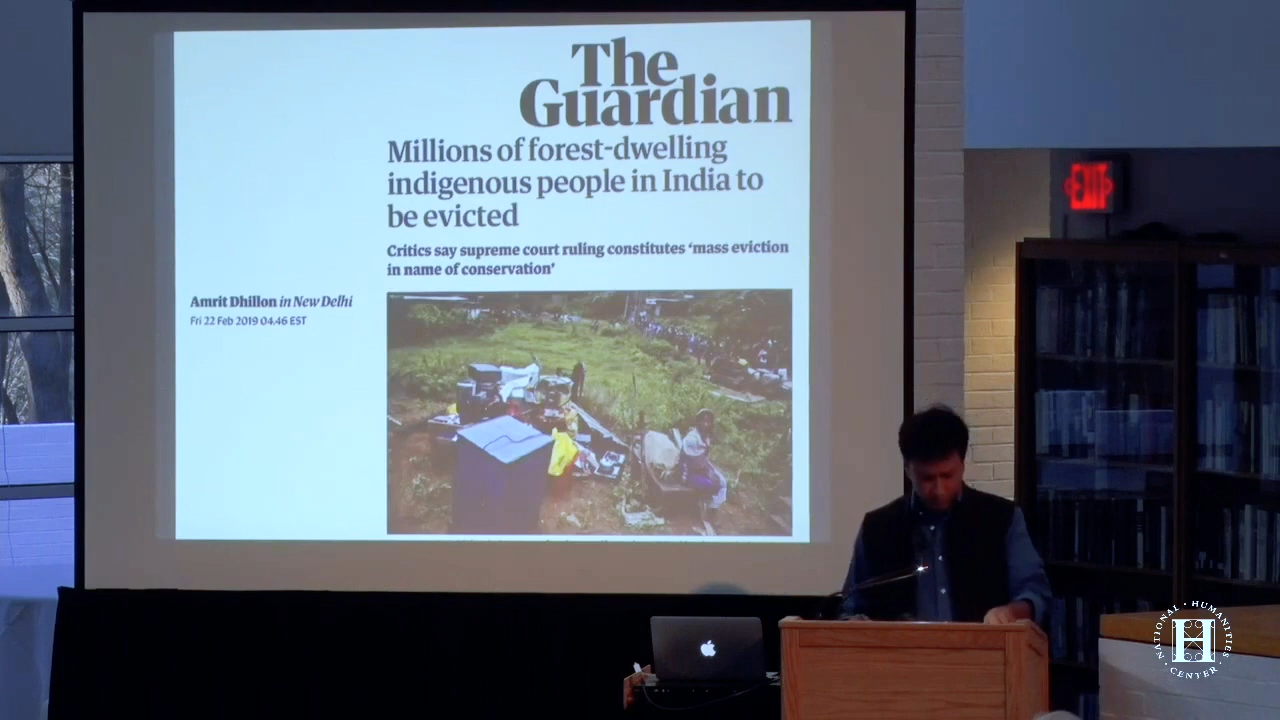 The
Guardian
Millions of forest-dwelling
indigenous people in India to
be evicted
Critics say supreme court ruling constitutes ‘mass eviction
in name of conservation’
Amrit Dhillon in New Delhi
Fri 22 Feb 2019 04.46 EST
EXIT
NATIONAL · HUMANITIES · CENTER
H